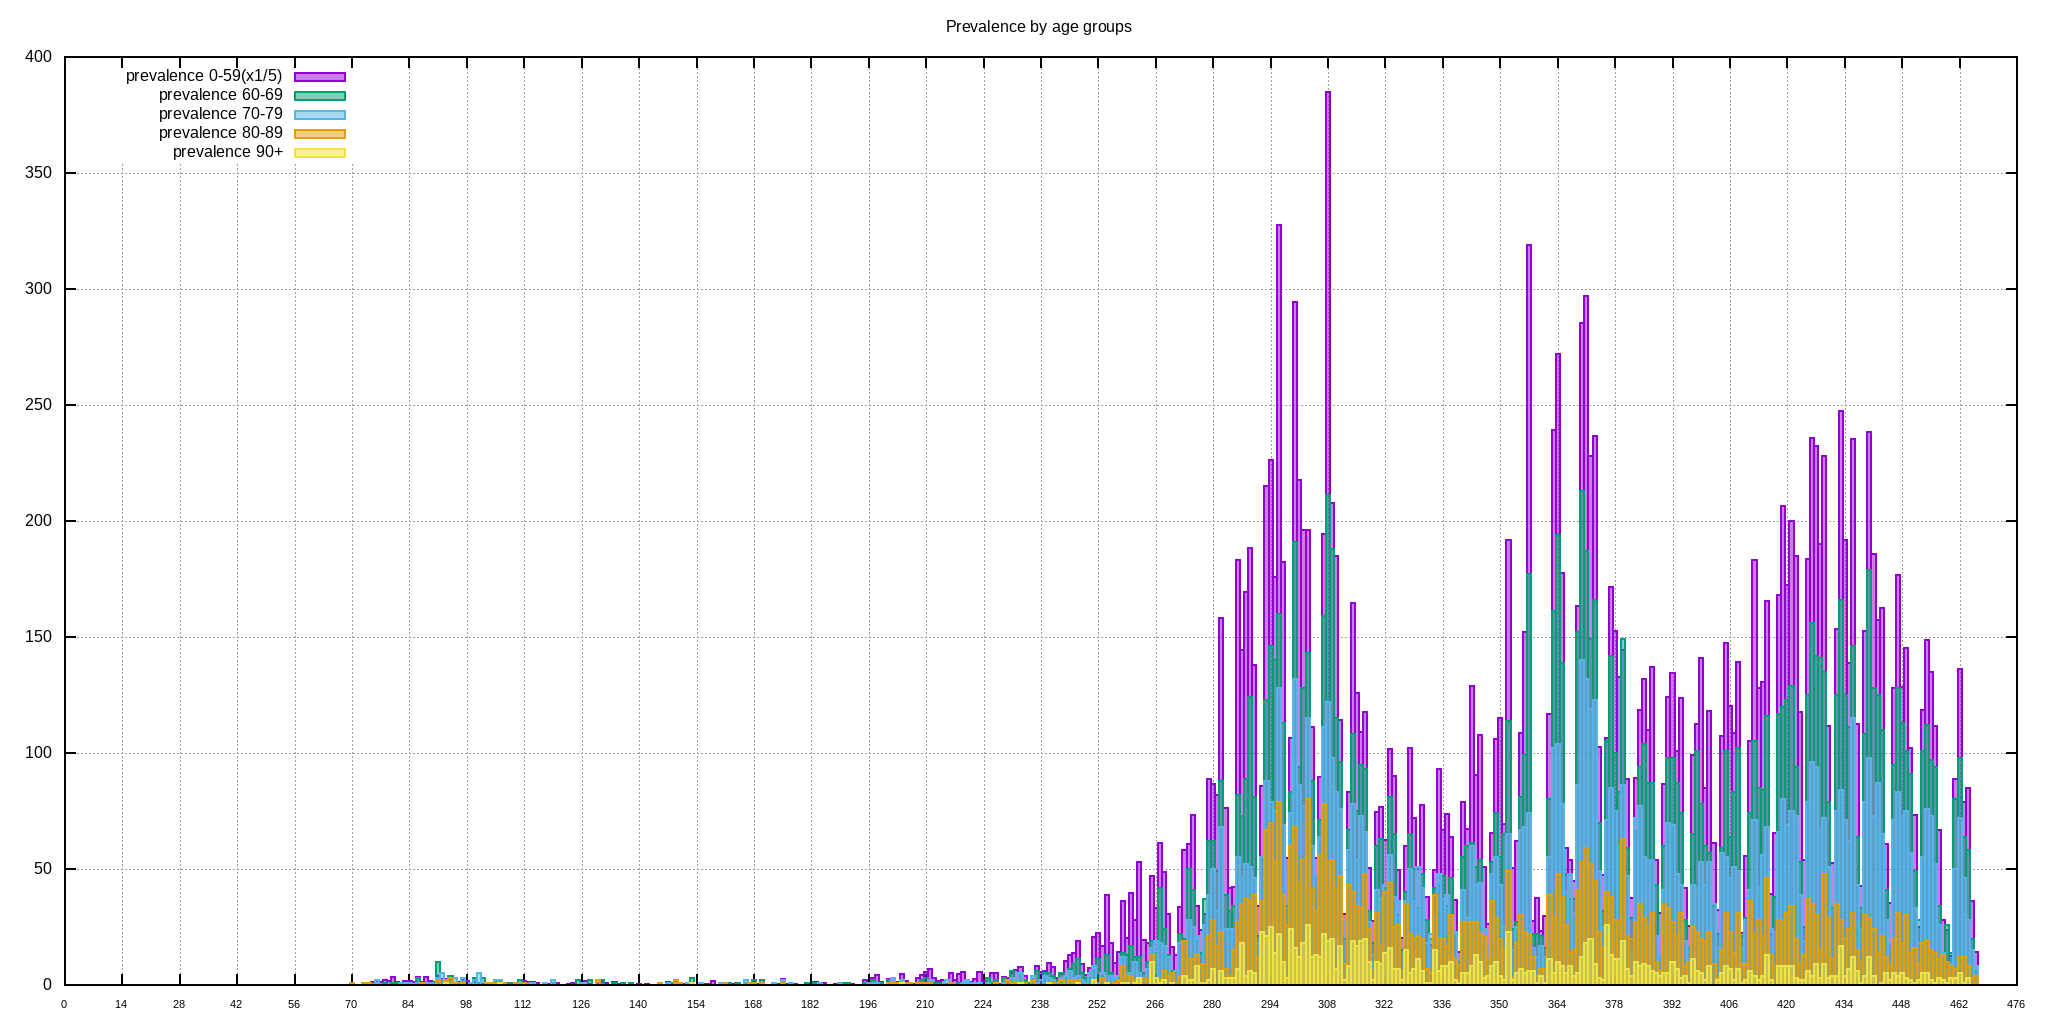 Prevalence by age groups
400
350
300
250
200
150
100
50
0
prevalence 0-59(x1/5)
prevalence 60-69
prevalence 70-79
prevalence 80-89
prevalence 90+
0 14 28 42 56 70 84 98 112 126 140 154 168 182 196 210 224 238 252 266 280 294 308 322 336 350 364 378 392 406 420 434 448 462 476